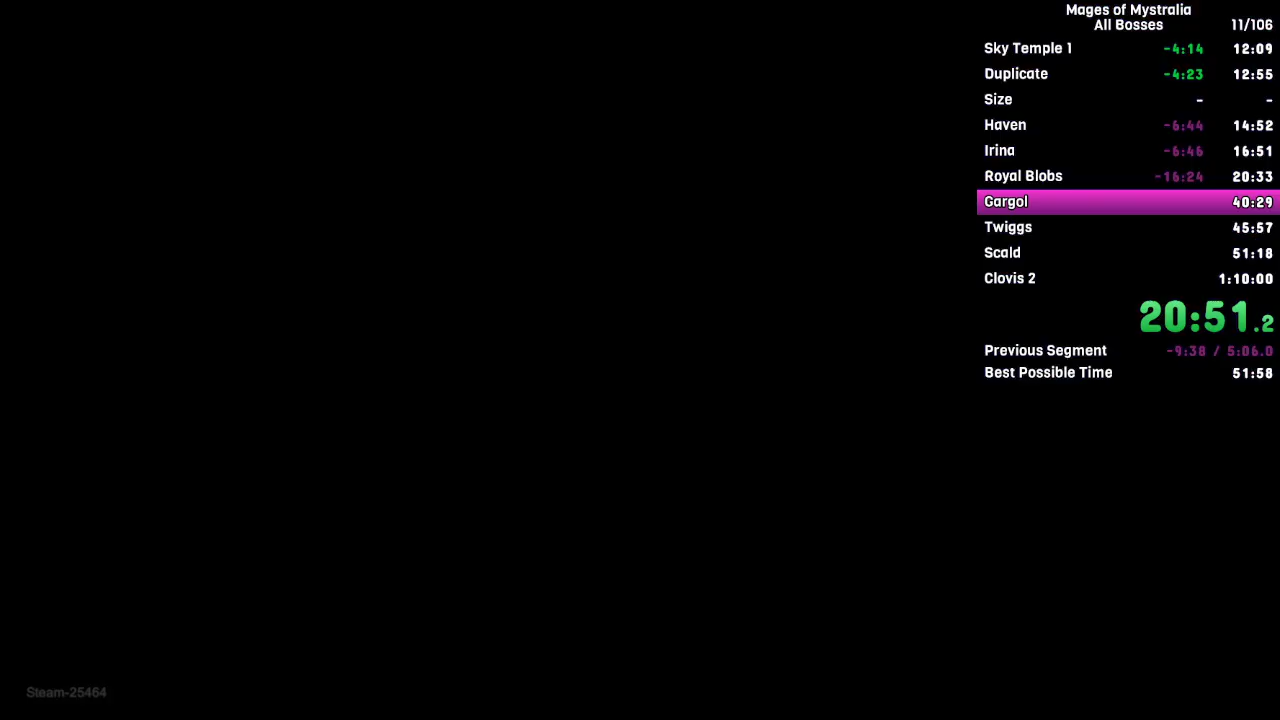 Mages of Mystralia
All Bosses 11/106
Sky Temple 1 -4:14 12:09
Duplicate -4:23 12:55
Size - -
Haven -6:44 14:52
Irina -6:46 16:51
Royal Blobs -16:24 20:33
Gargol 40:29
Twiggs 45:57
Scald 51:18
Clovis 2 1:10:00
20:51.2
Previous Segment -9:38 / 5:06.0
Best Possible Time 51:58
Steam-25464